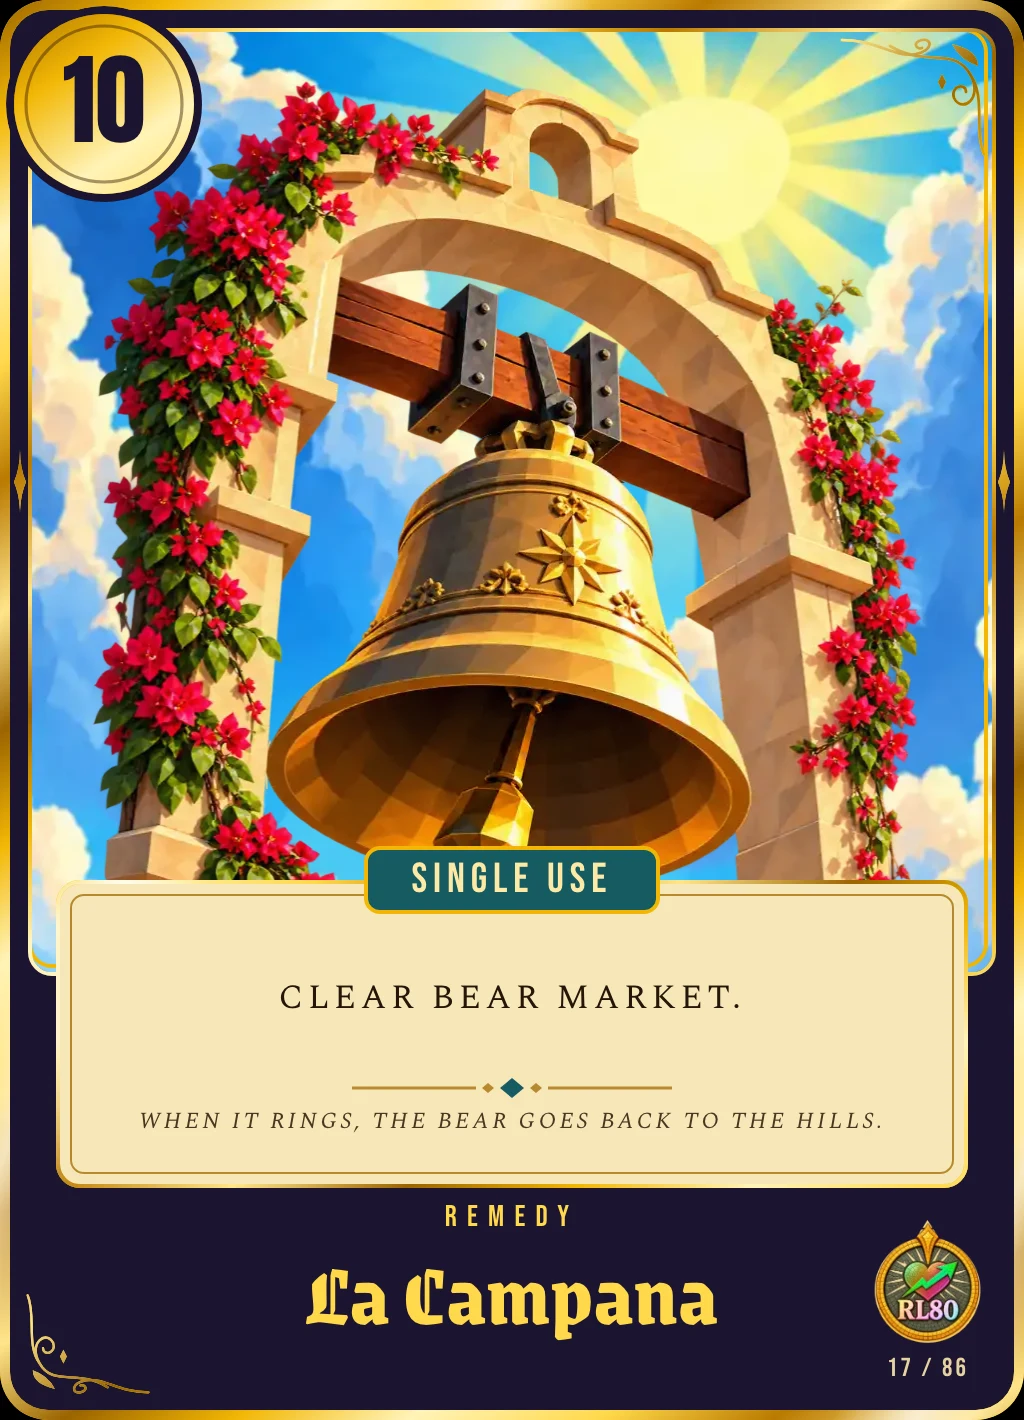 10
SINGLE USE
CLEAR BEAR MARKET.
WHEN IT RINGS, THE BEAR GOES BACK TO THE HILLS.
REMEDY
La Campana
RL80
17 / 86